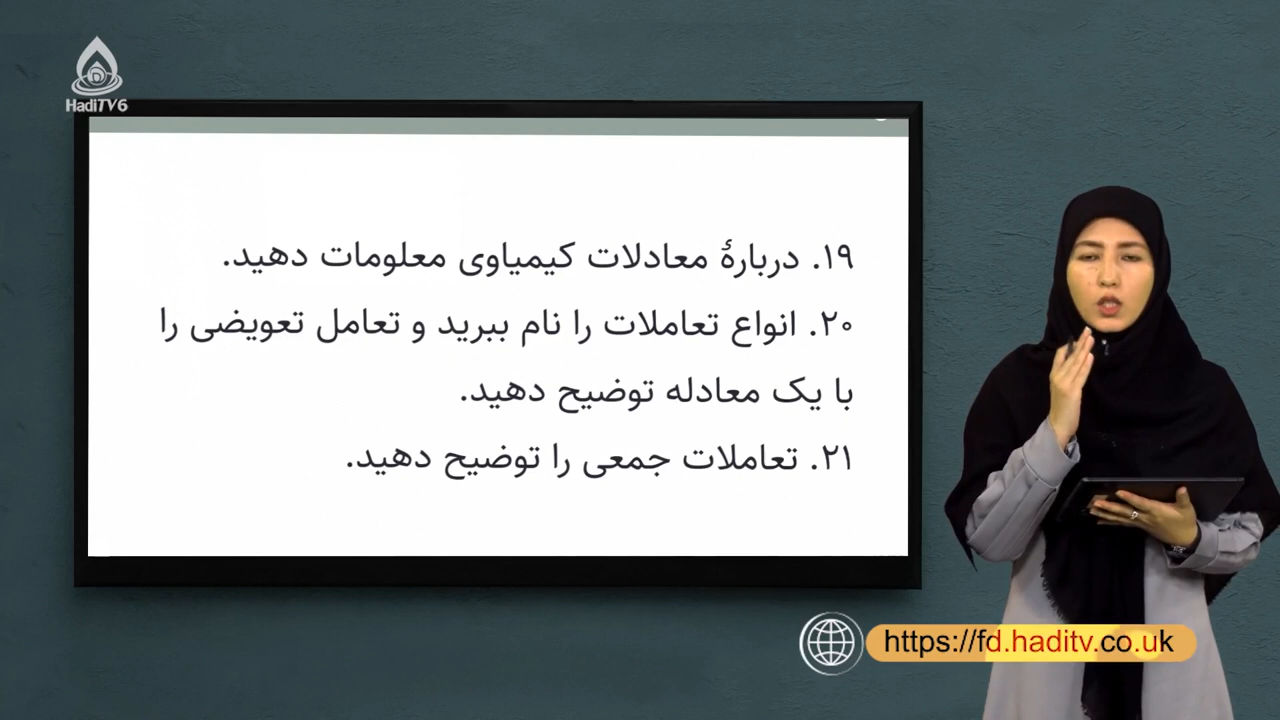 HadiTV6
۱۹. دربارهٔ معادلات کیمیاوی معلومات دهید.
۲۰. انواع تعاملات را نام ببرید و تعامل تعویضی را
با یک معادله توضیح دهید.
۲۱. تعاملات جمعی را توضیح دهید.
https://fd.haditv.co.uk